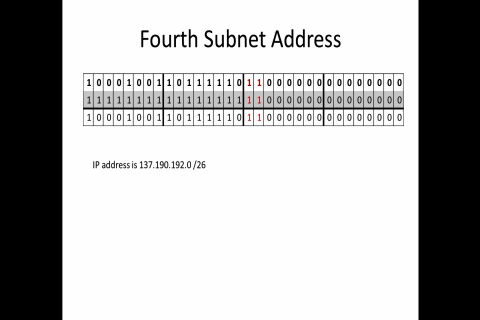 Fourth Subnet Address
1 0 0 0 1 0 0 1 1 0 1 1 1 1 1 0 1 1 0 0 0 0 0 0 0 0 0 0 0 0 0 0
1 1 1 1 1 1 1 1 1 1 1 1 1 1 1 1 1 1 0 0 0 0 0 0 0 0 0 0 0 0 0 0
1 0 0 0 1 0 0 1 1 0 1 1 1 1 1 0 1 1 0 0 0 0 0 0 0 0 0 0 0 0 0 0
IP address is 137.190.192.0 /26